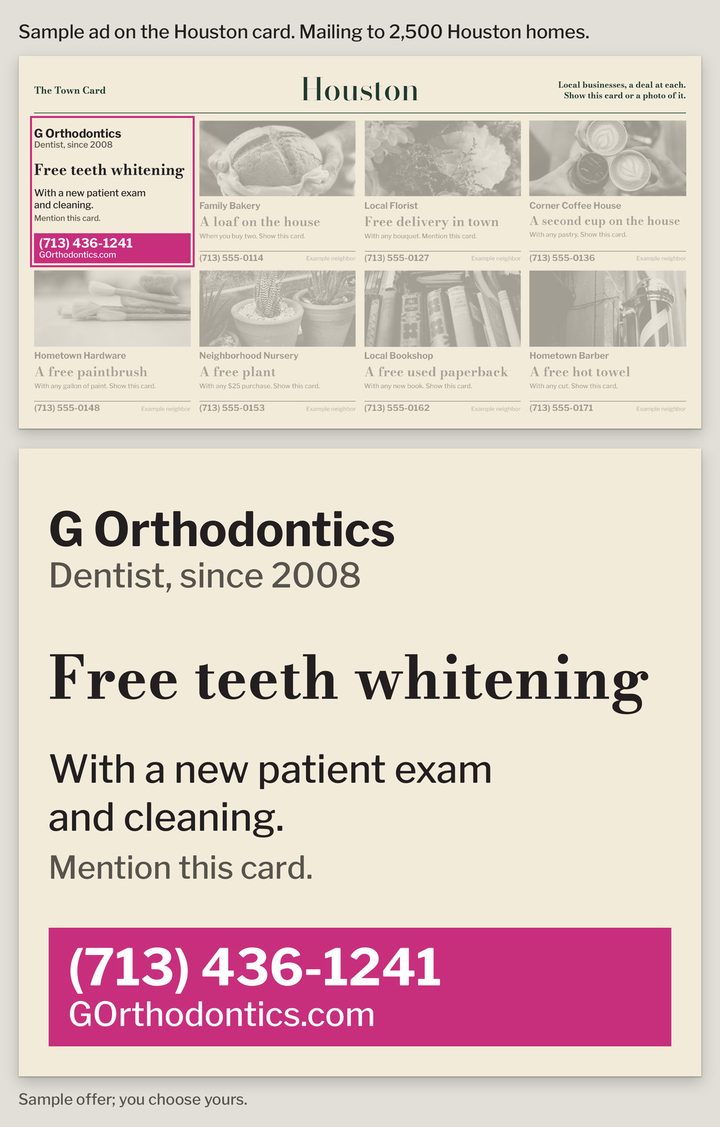 Sample ad on the Houston card. Mailing to 2,500 Houston homes.
The Town Card
Houston
Local businesses, a deal at each.
Show this card or a photo of it.
G Orthodontics
Dentist, since 2008
Free teeth whitening
With a new patient exam
and cleaning.
Mention this card.
(713) 436-1241
GOrthodontics.com
Family Bakery
A loaf on the house
When you buy two. Show this card.
(713) 555-0114
Example neighbor
Local Florist
Free delivery in town
With any bouquet. Mention this card.
(713) 555-0127
Example neighbor
Corner Coffee House
A second cup on the house
With any pastry. Show this card.
(713) 555-0136
Example neighbor
Hometown Hardware
A free paintbrush
With any gallon of paint. Show this card.
(713) 555-0148
Example neighbor
Neighborhood Nursery
A free plant
With any $25 purchase. Show this card.
(713) 555-0153
Example neighbor
Local Bookshop
A free used paperback
With any new book. Show this card.
(713) 555-0162
Example neighbor
Hometown Barber
A free hot towel
With any cut. Show this card.
(713) 555-0171
Example neighbor
G Orthodontics
Dentist, since 2008
Free teeth whitening
With a new patient exam
and cleaning.
Mention this card.
(713) 436-1241
GOrthodontics.com
Sample offer; you choose yours.